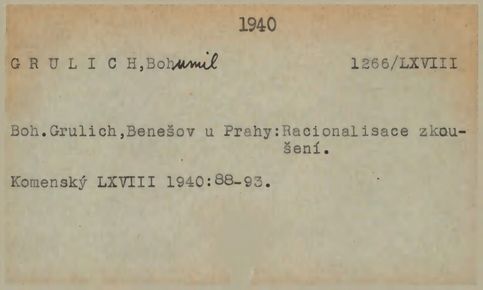 1940
G R U L I C H,Bohumil 1266/LXVIII
Boh.Grulich,Benešov u Prahy:Racionalisace zkou-
šení.
Komenský LXVIII 1940:88-93.